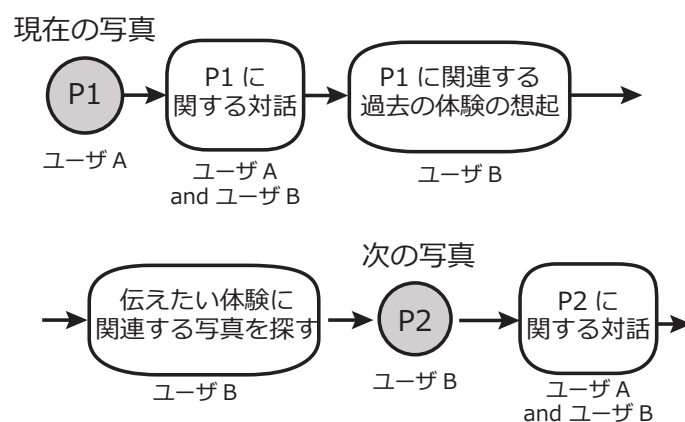 現在の写真
P1
P1 に
関する対話
P1 に関連する
過去の体験の想起
ユーザ A
ユーザ A
and ユーザ B
ユーザ B
次の写真
伝えたい体験に
関連する写真を探す
P2
P2 に
関する対話
ユーザ B
ユーザ B
ユーザ A
and ユーザ B